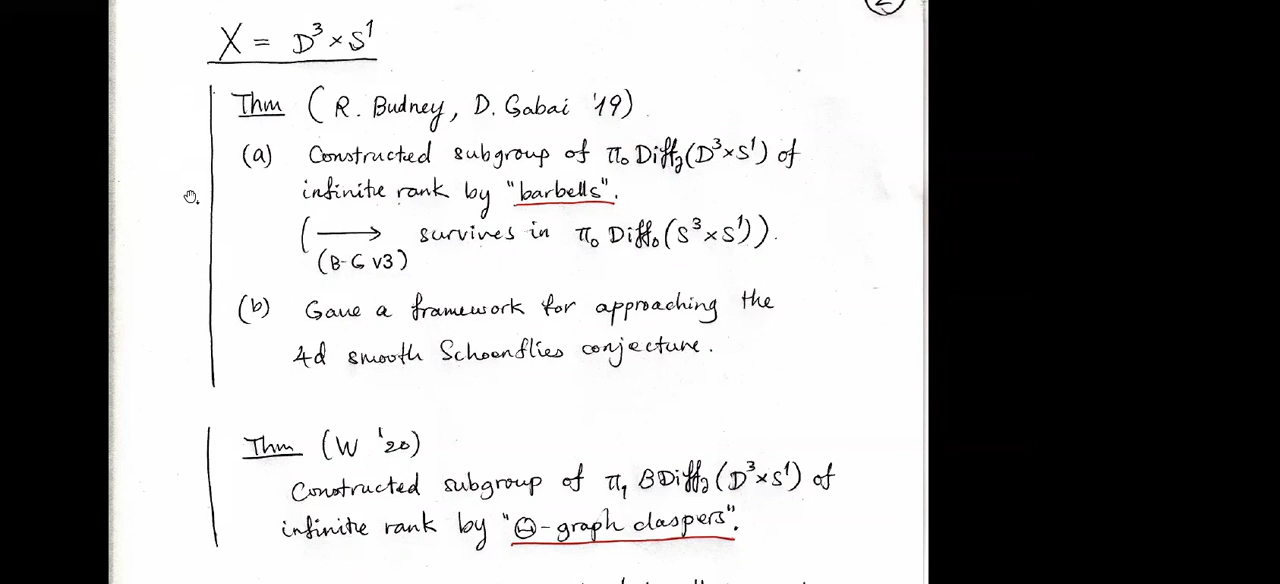 X = D³×S¹
Thm (R. Budney, D. Gabai '19)
(a) Constructed subgroup of π₀ Diff∂(D³×S¹) of
infinite rank by "barbells".
(⟶ survives in π₀ Diff₀(S³×S¹)).
(B-G v3)
(b) Gave a framework for approaching the
4d smooth Schoenflies conjecture.
Thm (W '20)
Constructed subgroup of π₁ BDiff∂(D³×S¹) of
infinite rank by "Θ-graph claspers".